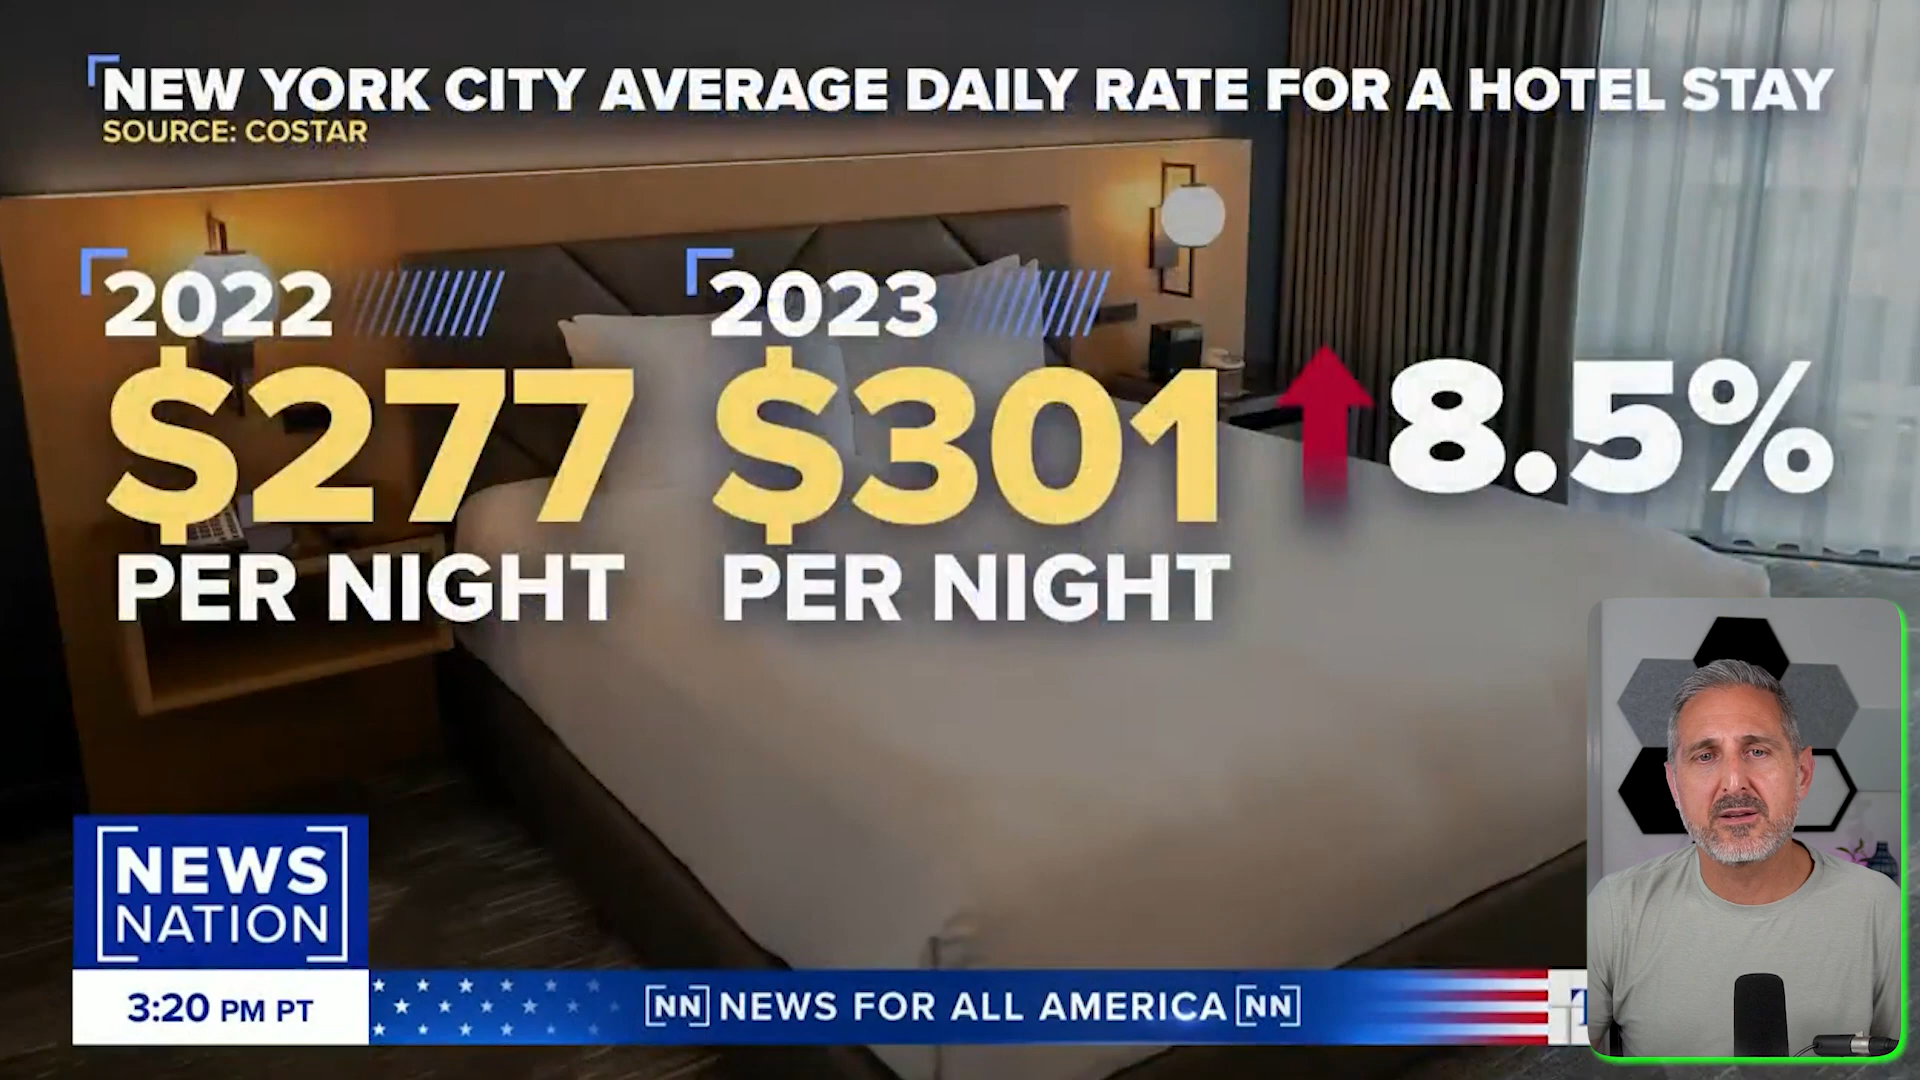 NEW YORK CITY AVERAGE DAILY RATE FOR A HOTEL STAY
SOURCE: COSTAR
2022
$277
PER NIGHT
2023
$301
PER NIGHT
8.5%
NEWS
NATION
3:20 PM PT
NN NEWS FOR ALL AMERICA NN